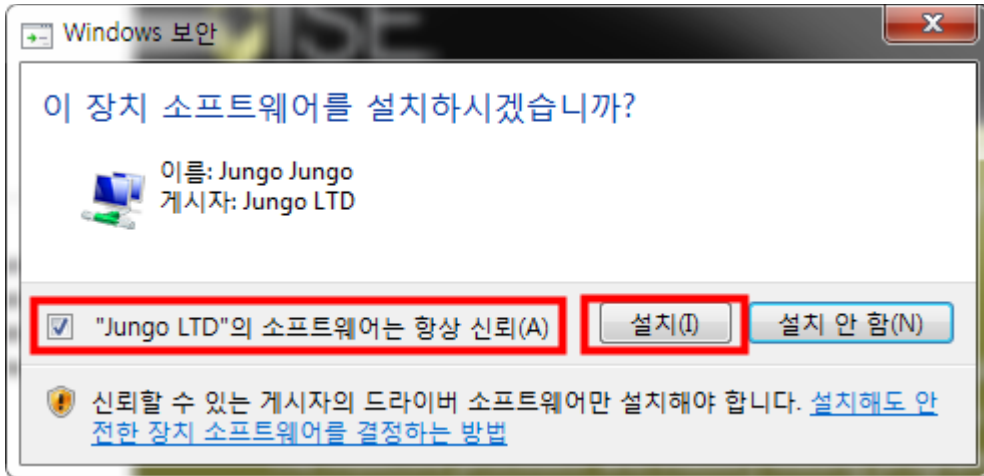 ISE
Windows 보안
이 장치 소프트웨어를 설치하시겠습니까?
이름: Jungo Jungo
게시자: Jungo LTD
"Jungo LTD"의 소프트웨어는 항상 신뢰(A)
설치(I)
설치 안 함(N)
신뢰할 수 있는 게시자의 드라이버 소프트웨어만 설치해야 합니다. 설치해도 안
전한 장치 소프트웨어를 결정하는 방법